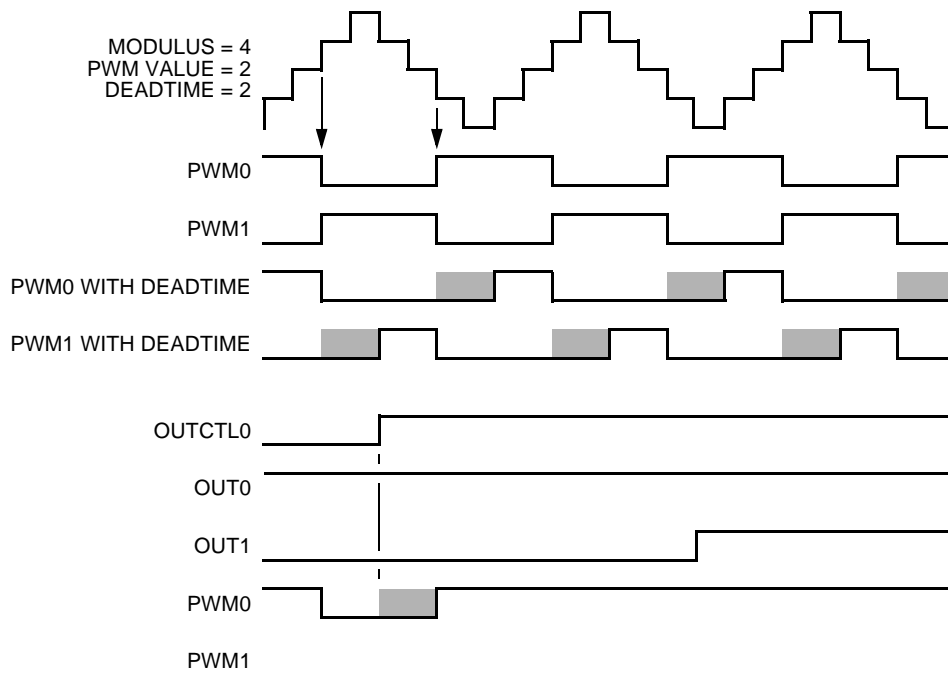 MODULUS = 4
PWM VALUE = 2
DEADTIME = 2
PWM0
PWM1
PWM0 WITH DEADTIME
PWM1 WITH DEADTIME
OUTCTL0
OUT0
OUT1
PWM0
PWM1